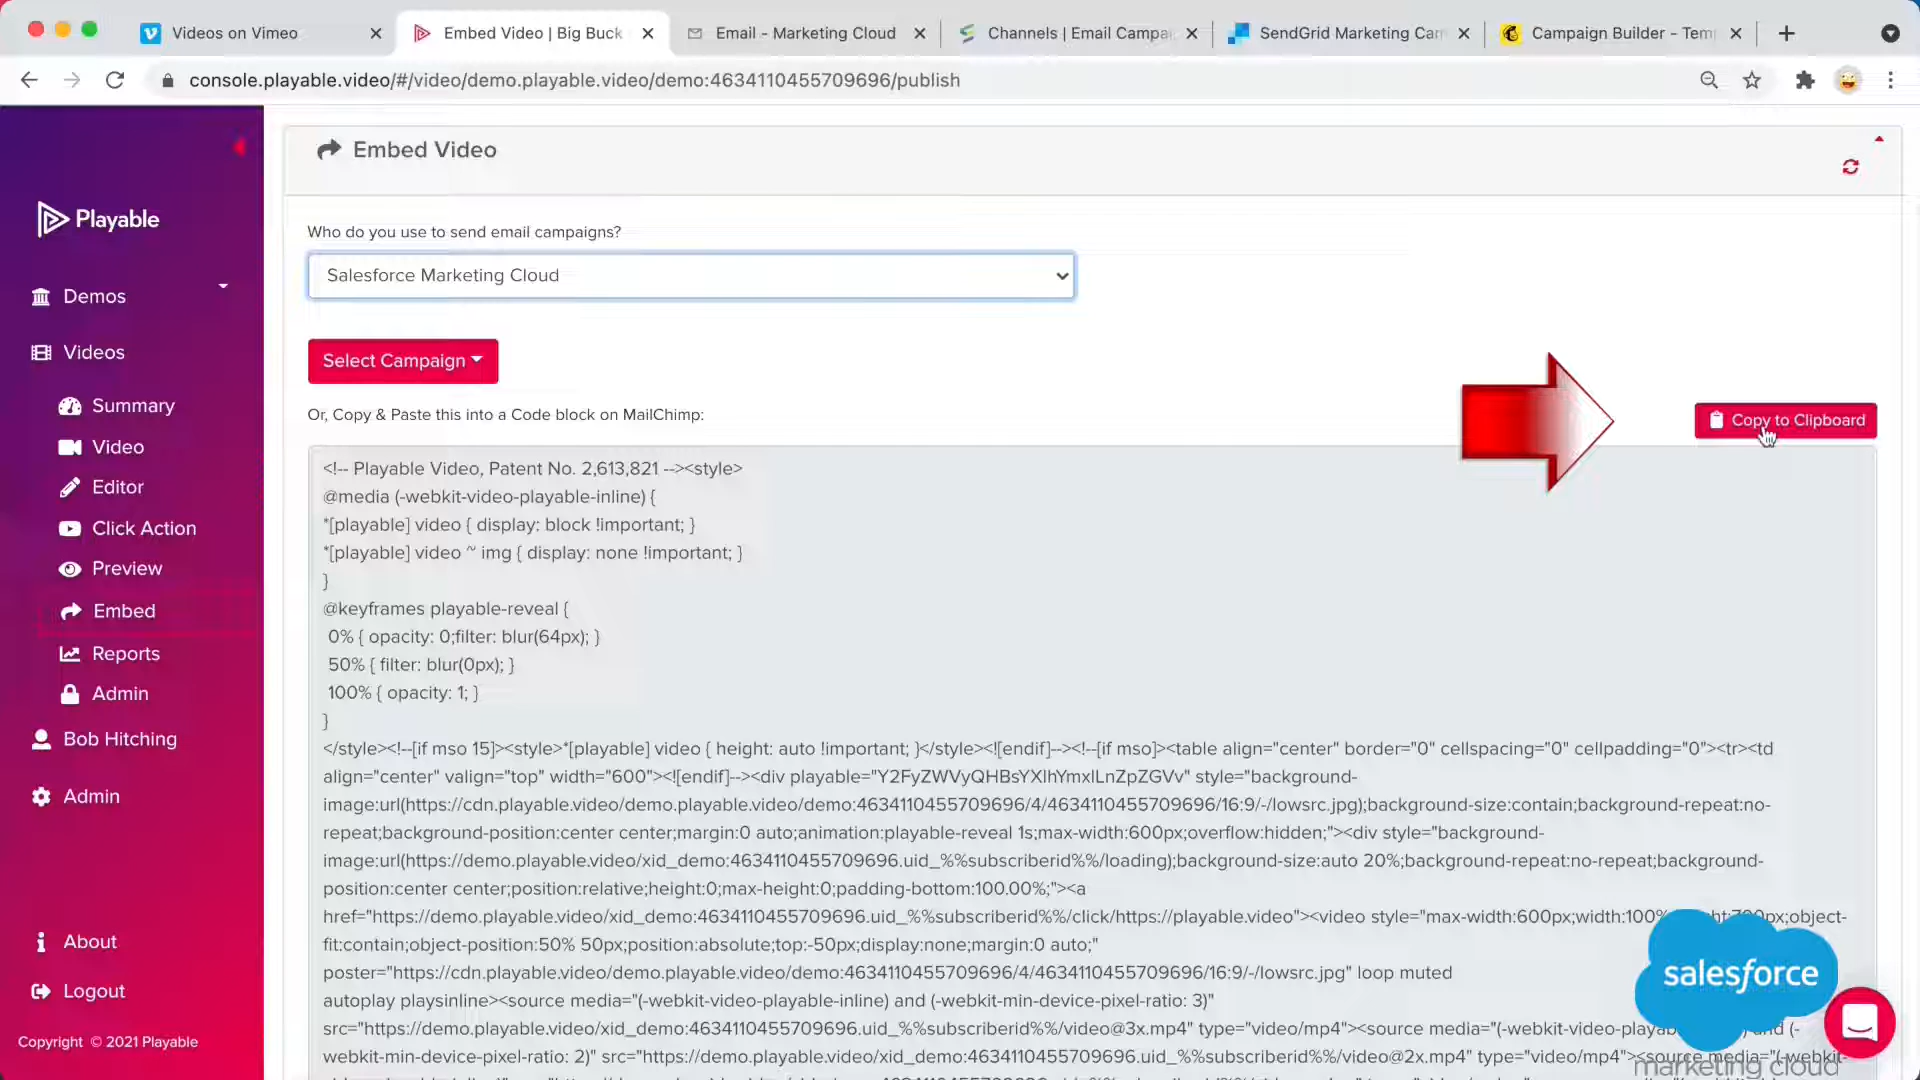 Videos on Vimeo
Embed Video | Big Buck
Email - Marketing Cloud
Channels | Email Campa
SendGrid Marketing Cam
Campaign Builder - Temp
console.playable.video/#/video/demo.playable.video/demo:4634110455709696/publish
Playable
Demos
Videos
Summary
Video
Editor
Click Action
Preview
Embed
Reports
Admin
Bob Hitching
Admin
About
Logout
Copyright © 2021 Playable
Embed Video
Who do you use to send email campaigns?
Salesforce Marketing Cloud
Select Campaign
Or, Copy & Paste this into a Code block on MailChimp:
Copy to Clipboard
<!-- Playable Video, Patent No. 2,613,821 --><style>
@media (-webkit-video-playable-inline) {
*[playable] video { display: block !important; }
*[playable] video ~ img { display: none !important; }
}
@keyframes playable-reveal {
0% { opacity: 0;filter: blur(64px); }
50% { filter: blur(0px); }
100% { opacity: 1; }
}
</style><!--[if mso 15]><style>*[playable] video { height: auto !important; }</style><![endif]--><!--[if mso]><table align="center" border="0" cellspacing="0" cellpadding="0"><tr><td
align="center" valign="top" width="600"><![endif]--><div playable="Y2FyZWVyQHBsYXlhYmxlLnZpZGVv" style="background-
image:url(https://cdn.playable.video/demo.playable.video/demo:4634110455709696/4/4634110455709696/16:9/-/lowsrc.jpg);background-size:contain;background-repeat:no-
repeat;background-position:center center;margin:0 auto;animation:playable-reveal 1s;max-width:600px;overflow:hidden;"><div style="background-
image:url(https://demo.playable.video/xid_demo:4634110455709696.uid_%%subscriberid%%/loading);background-size:auto 20%;background-repeat:no-repeat;background-
position:center center;position:relative;height:0;max-height:0;padding-bottom:100.00%;"><a
href="https://demo.playable.video/xid_demo:4634110455709696.uid_%%subscriberid%%/click/https://playable.video"><video style="max-width:600px;width:100% px;object-
fit:contain;object-position:50% 50px;position:absolute;top:-50px;display:none;margin:0 auto;"
poster="https://cdn.playable.video/demo.playable.video/demo:4634110455709696/4/4634110455709696/16:9/-/lowsrc.jpg" loop muted
autoplay playsinline><source media="(-webkit-video-playable-inline) and (-webkit-min-device-pixel-ratio: 3)"
src="https://demo.playable.video/xid_demo:4634110455709696.uid_%%subscriberid%%/video@3x.mp4" type="video/mp4"><source media="(-webkit-video-playab and (-
webkit-min-device-pixel-ratio: 2)" src="https://demo.playable.video/xid_demo:4634110455709696.uid_%%subscriberid%%/video@2x.mp4" type="video/mp4"><source media="(-webkit-
salesforce
marketing cloud